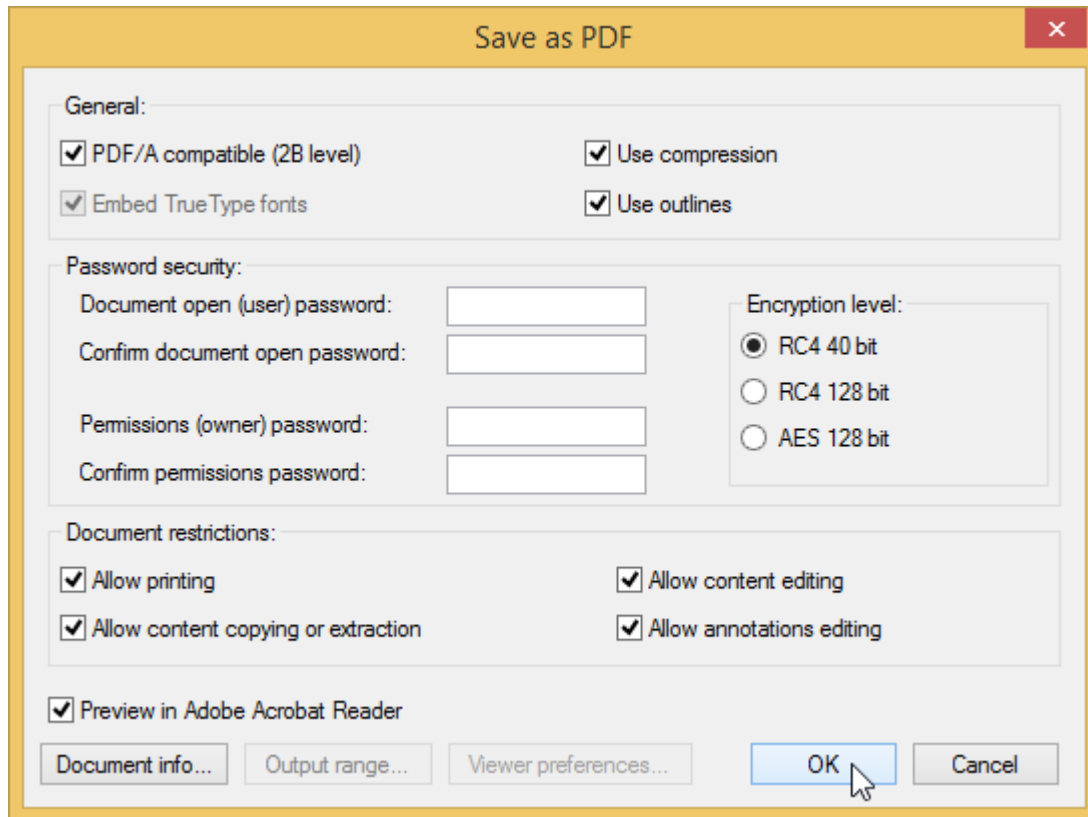 Save as PDF
General:
PDF/A compatible (2B level)
Use compression
Embed TrueType fonts
Use outlines
Password security:
Document open (user) password:
Confirm document open password:
Permissions (owner) password:
Confirm permissions password:
Encryption level:
RC4 40 bit
RC4 128 bit
AES 128 bit
Document restrictions:
Allow printing
Allow content editing
Allow content copying or extraction
Allow annotations editing
Preview in Adobe Acrobat Reader
Document info...
Output range...
Viewer preferences...
OK
Cancel